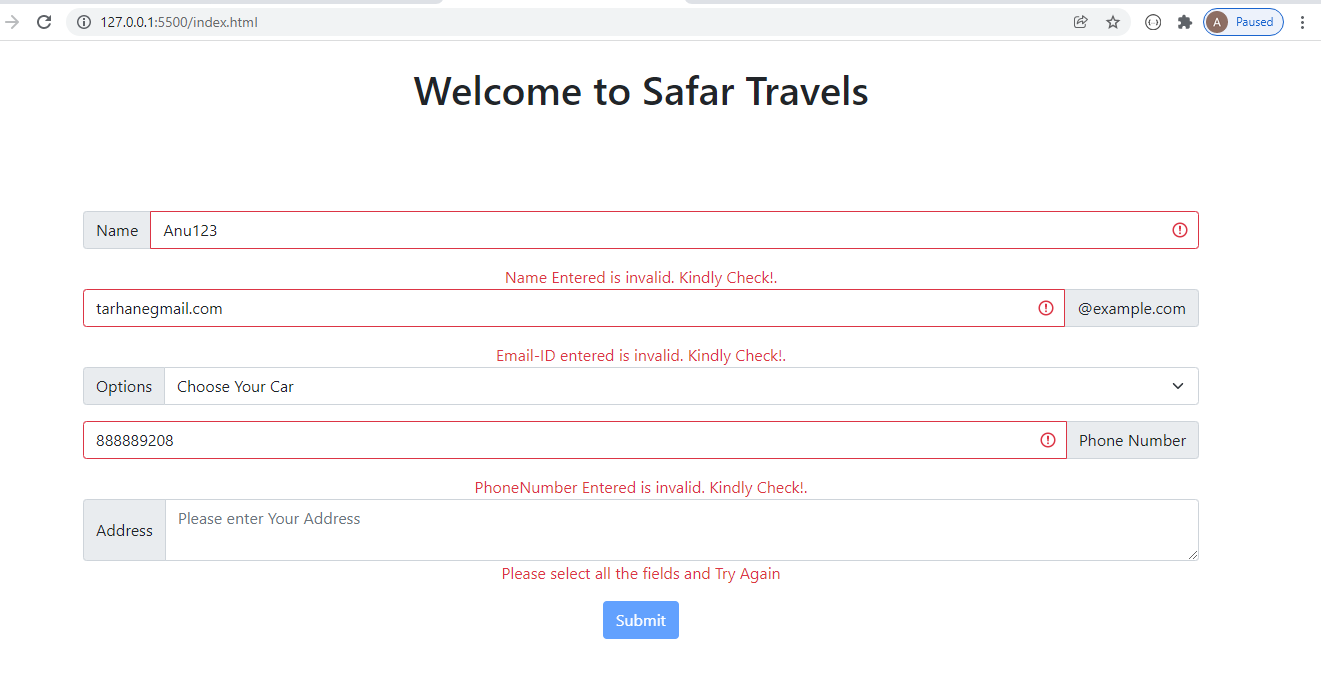 127.0.0.1:5500/index.html
A Paused
Welcome to Safar Travels
Name Anu123
Name Entered is invalid. Kindly Check!.
tarhanegmail.com @example.com
Email-ID entered is invalid. Kindly Check!.
Options Choose Your Car
888889208 Phone Number
PhoneNumber Entered is invalid. Kindly Check!.
Address Please enter Your Address
Please select all the fields and Try Again
Submit